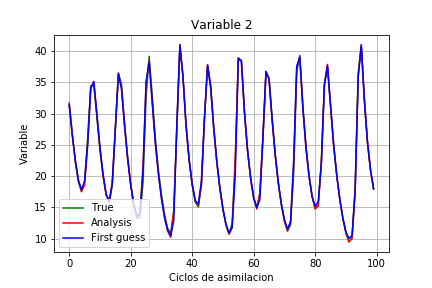 Variable 2
Variable
40
35
30
25
20
15
10
True
Analysis
First guess
0
20
40
60
80
100
Ciclos de asimilacion